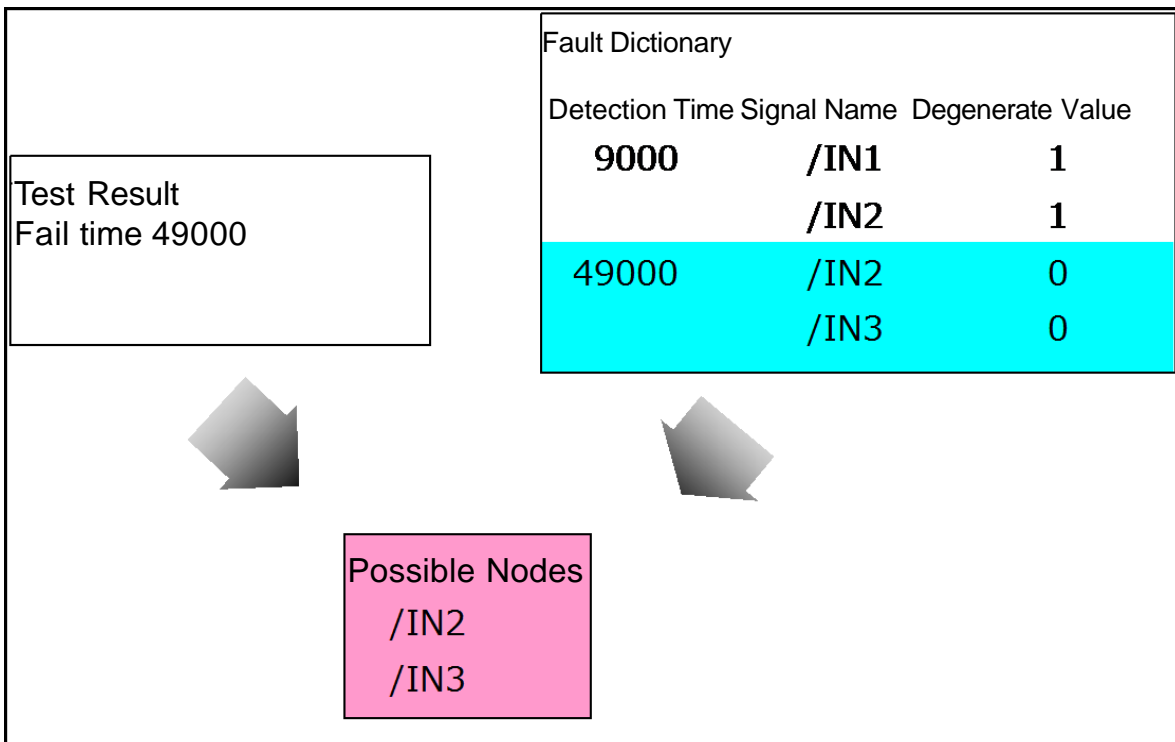 Fault Dictionary
Detection Time Signal Name Degenerate Value
9000 /IN1 1
/IN2 1
49000 /IN2 0
/IN3 0
Test Result
Fail time 49000
Possible Nodes
/IN2
/IN3